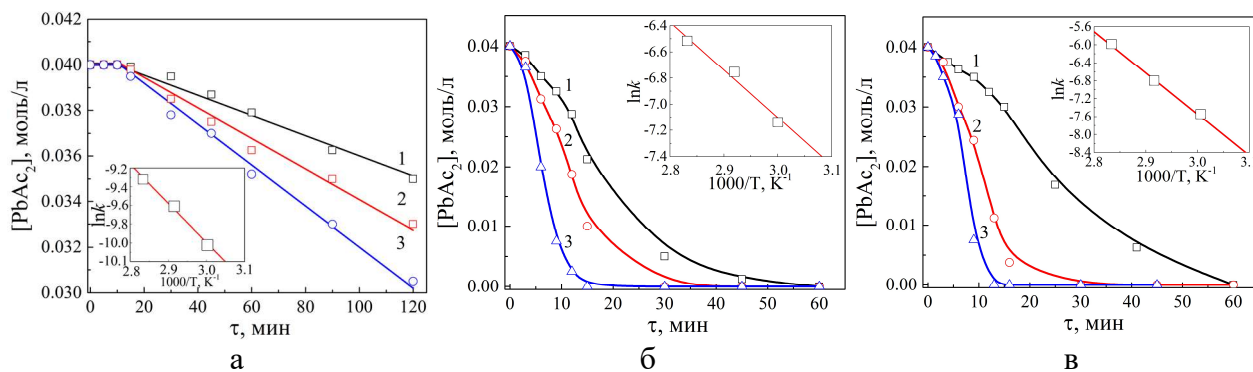 [PbAc2], моль/л
0.042
0.040
0.038
0.036
0.034
0.032
0.030
0 20 40 60 80 100 120
τ, мин
1
2
3
lnk
-9.2
-9.4
-9.6
-9.8
-10.0
-10.1
2.8 2.9 3.0 3.1
1000/T, K-1
а
[PbAc2], моль/л
0.04
0.03
0.02
0.01
0.00
0 10 20 30 40 50 60
τ, мин
1
2
3
lnk
-6.4
-6.6
-6.8
-7.0
-7.2
-7.4
2.8 2.9 3.0 3.1
1000/T, K-1
б
[PbAc2], моль/л
0.04
0.03
0.02
0.01
0.00
0 10 20 30 40 50 60
τ, мин
1
2
3
lnk
-5.6
-6.0
-6.4
-6.8
-7.2
-7.6
-8.0
-8.4
2.8 2.9 3.0 3.1
1000/T, K-1
в